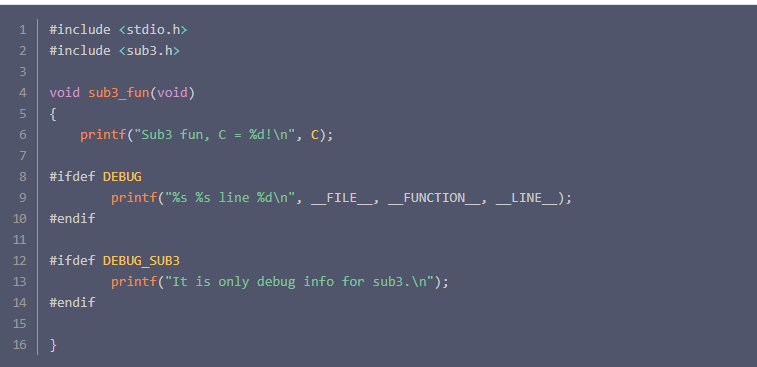 1 #include <stdio.h>
2 #include <sub3.h>
3
4 void sub3_fun(void)
5 {
6     printf("Sub3 fun, C = %d!\n", C);
7
8 #ifdef DEBUG
9         printf("%s %s line %d\n", __FILE__, __FUNCTION__, __LINE__);
10 #endif
11
12 #ifdef DEBUG_SUB3
13         printf("It is only debug info for sub3.\n");
14 #endif
15
16 }